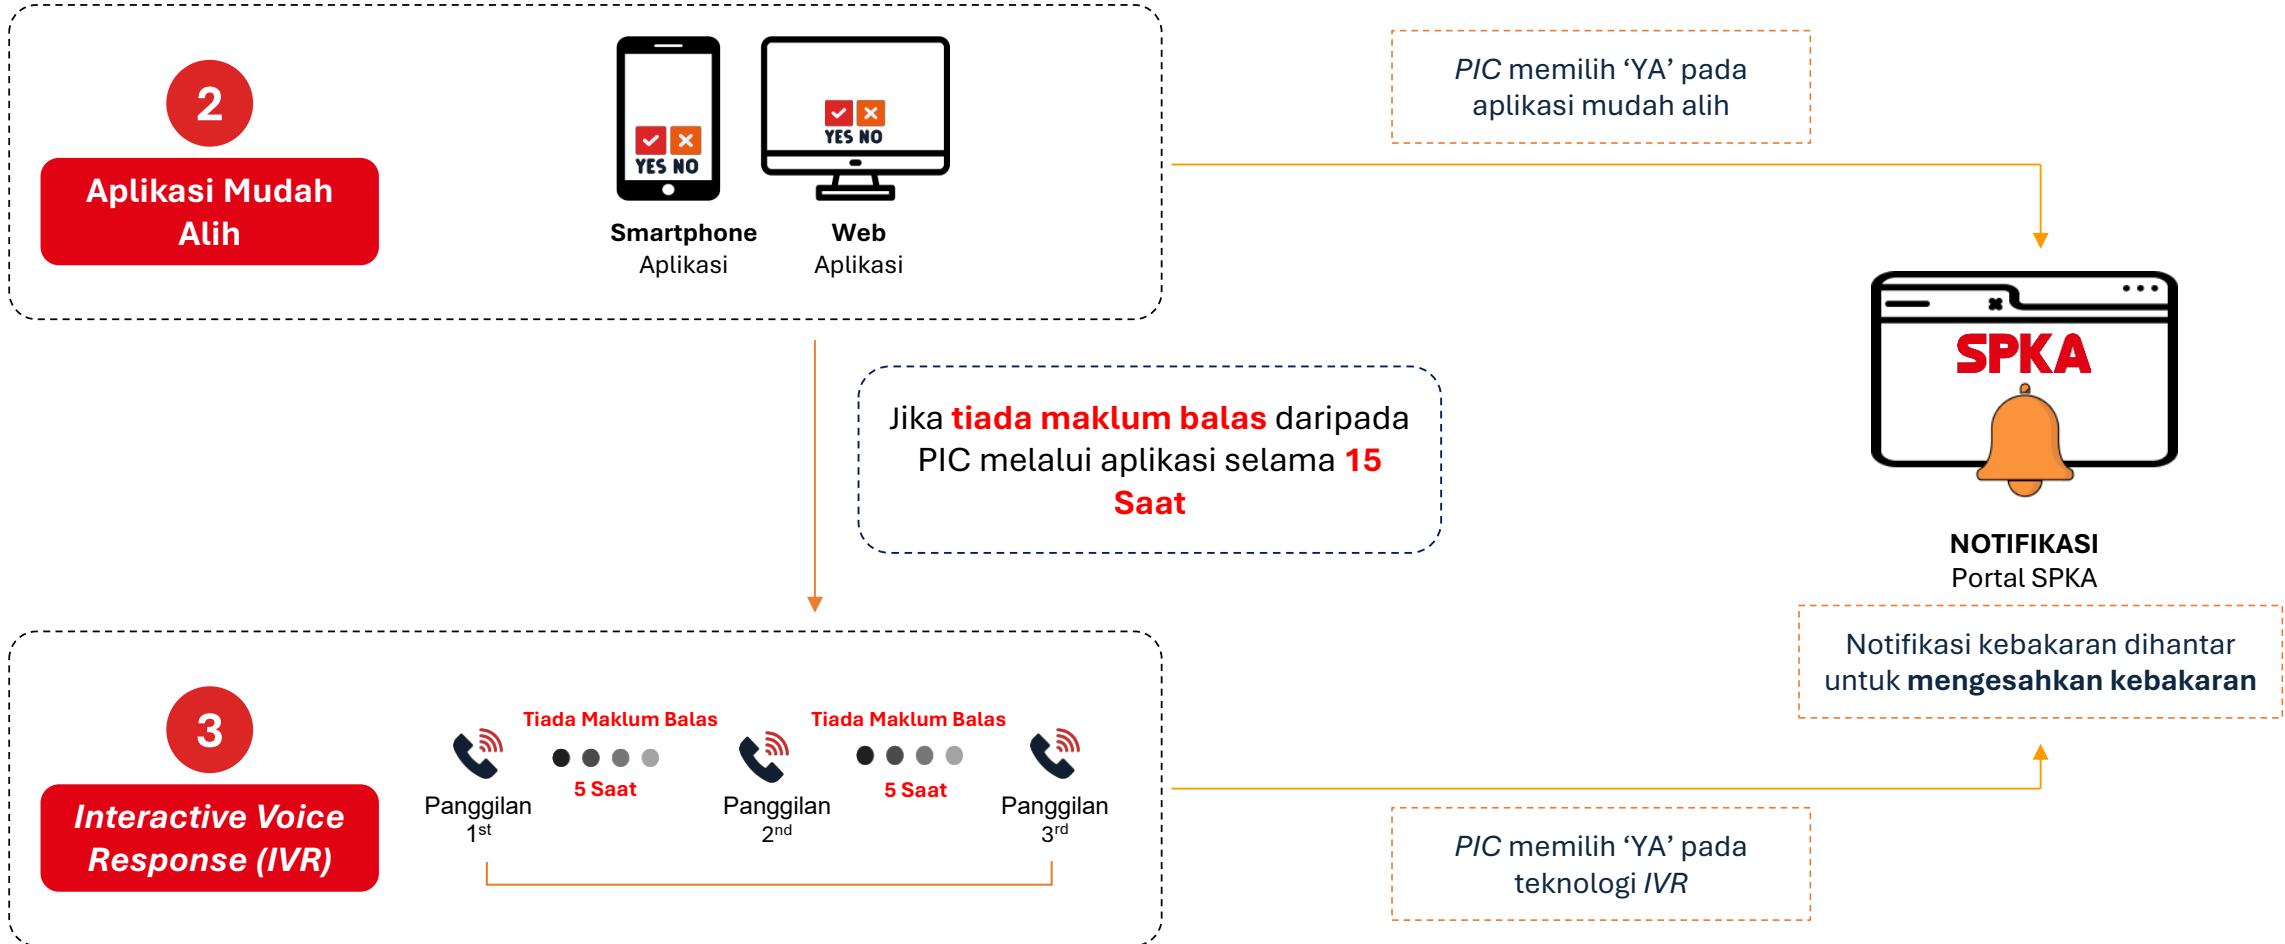 2
Aplikasi Mudah
Alih
YES NO
YES NO
Smartphone
Aplikasi
Web
Aplikasi
PIC memilih ‘YA’ pada
aplikasi mudah alih
SPKA
NOTIFIKASI
Portal SPKA
Notifikasi kebakaran dihantar
untuk mengesahkan kebakaran
Jika tiada maklum balas daripada
PIC melalui aplikasi selama 15
Saat
3
Interactive Voice
Response (IVR)
Panggilan
1st
Tiada Maklum Balas
5 Saat
Panggilan
2nd
Tiada Maklum Balas
5 Saat
Panggilan
3rd
PIC memilih ‘YA’ pada
teknologi IVR